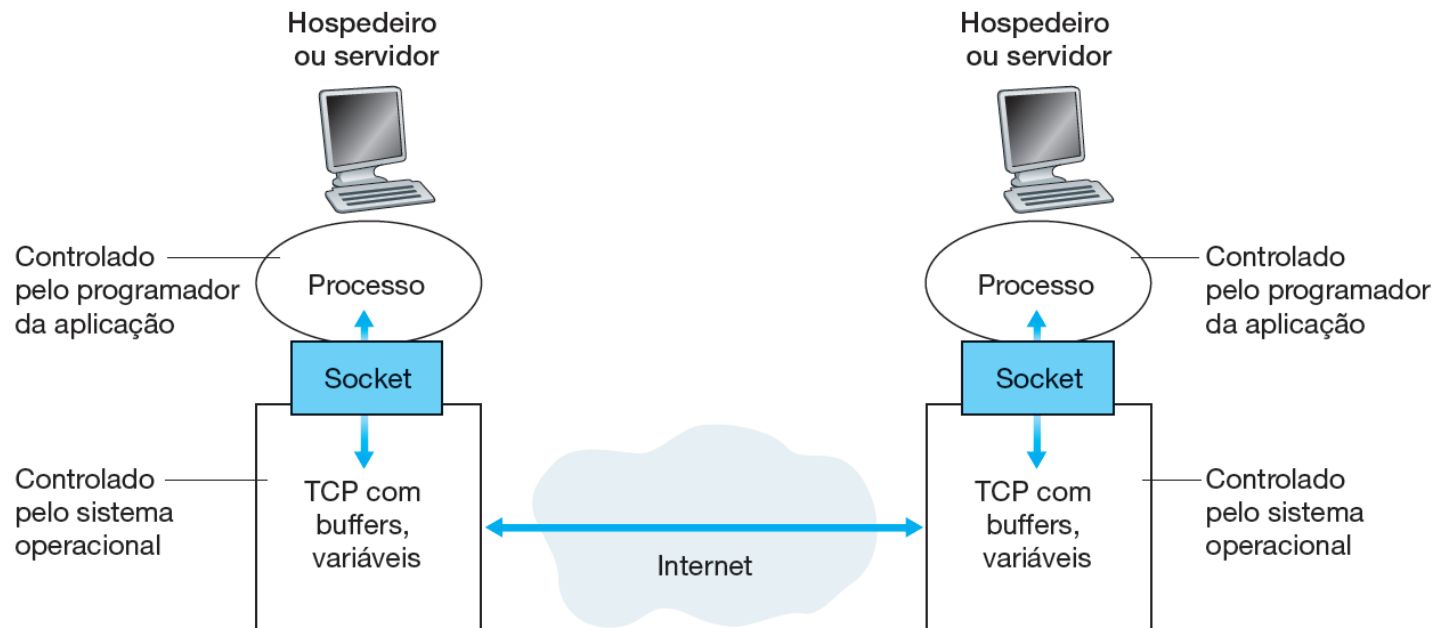 Hospedeiro
ou servidor
Hospedeiro
ou servidor
Controlado
pelo programador
da aplicação
Processo
Processo
Controlado
pelo programador
da aplicação
Socket
Socket
Controlado
pelo sistema
operacional
TCP com
buffers,
variáveis
Internet
TCP com
buffers,
variáveis
Controlado
pelo sistema
operacional